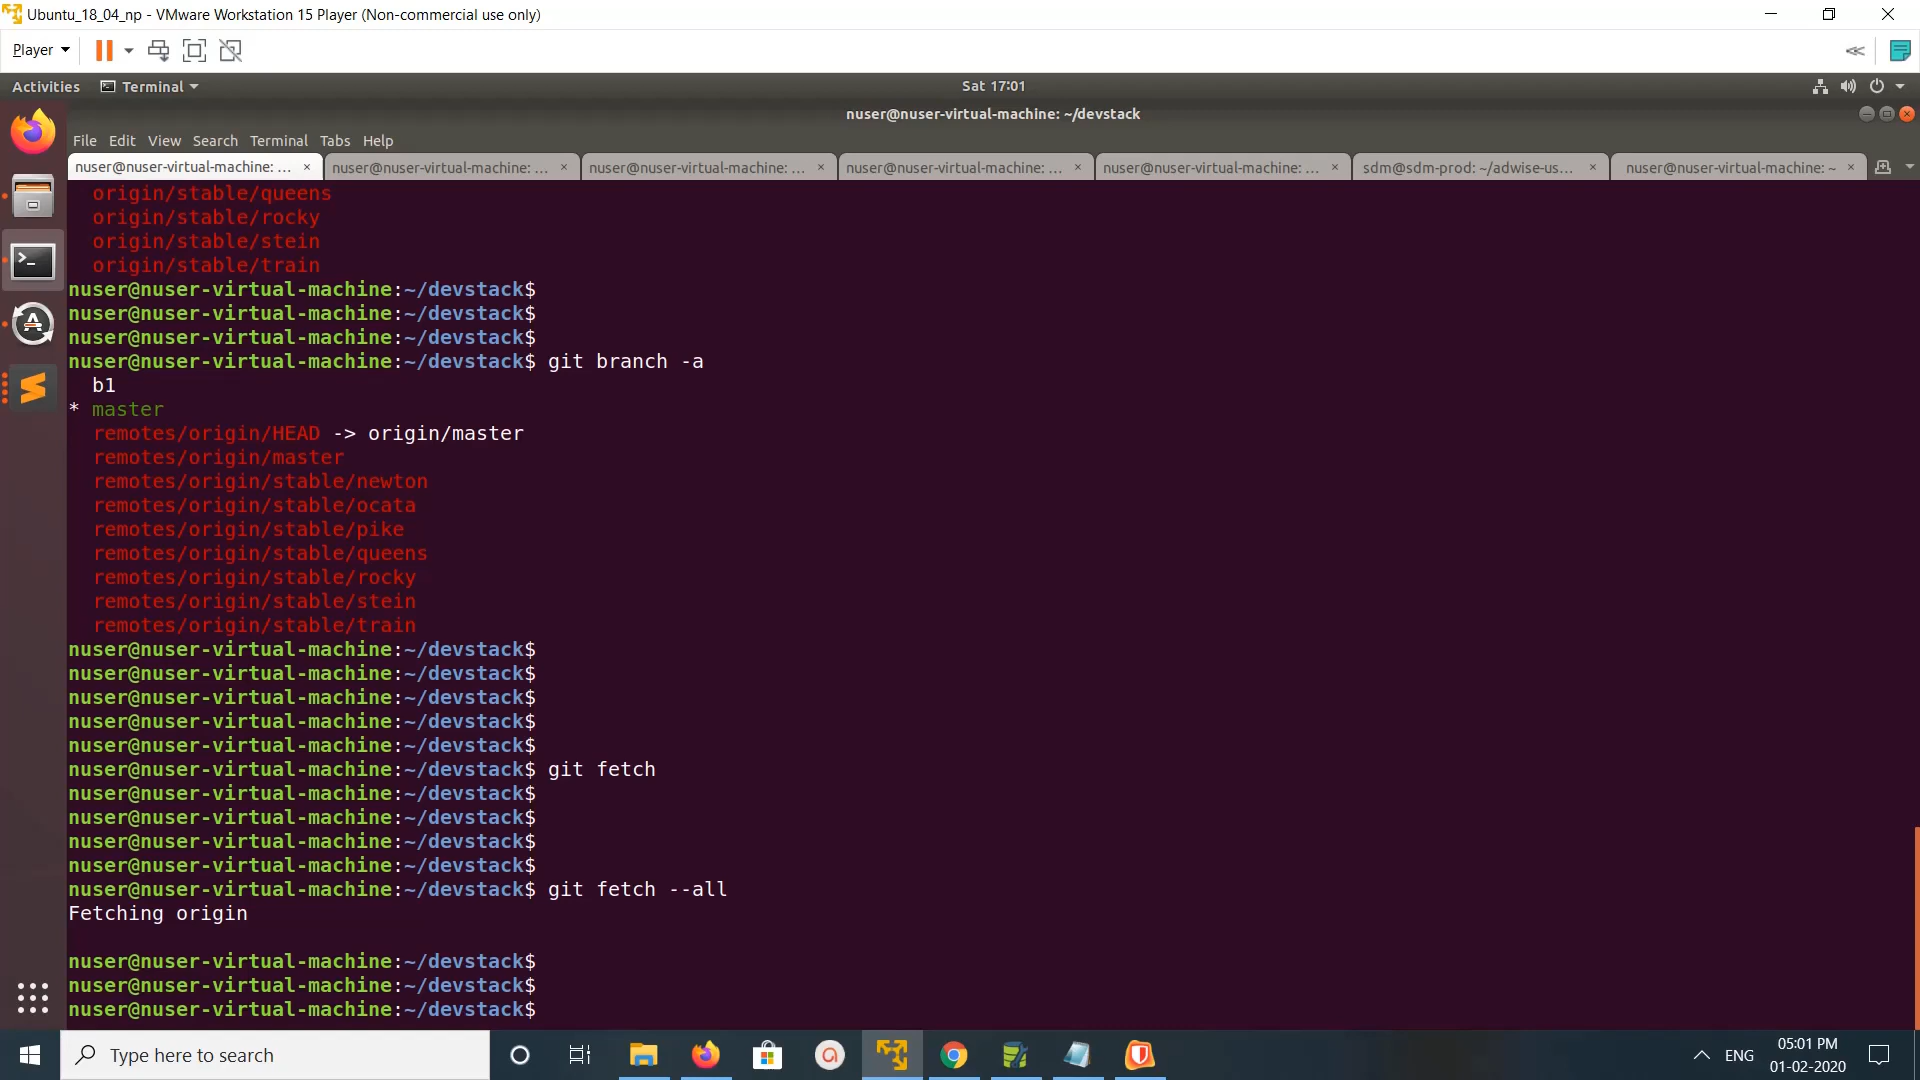 Ubuntu_18_04_np - VMware Workstation 15 Player (Non-commercial use only)
Player
Activities Terminal Sat 17:01
nuser@nuser-virtual-machine: ~/devstack
File Edit View Search Terminal Tabs Help
nuser@nuser-virtual-machine: ... × nuser@nuser-virtual-machine: ... × nuser@nuser-virtual-machine: ... × nuser@nuser-virtual-machine: ... × nuser@nuser-virtual-machine: ... × sdm@sdm-prod: ~/adwise-us... × nuser@nuser-virtual-machine: ~ ×
origin/stable/queens
origin/stable/rocky
origin/stable/stein
origin/stable/train
nuser@nuser-virtual-machine:~/devstack$
nuser@nuser-virtual-machine:~/devstack$
nuser@nuser-virtual-machine:~/devstack$
nuser@nuser-virtual-machine:~/devstack$ git branch -a
b1
* master
remotes/origin/HEAD -> origin/master
remotes/origin/master
remotes/origin/stable/newton
remotes/origin/stable/ocata
remotes/origin/stable/pike
remotes/origin/stable/queens
remotes/origin/stable/rocky
remotes/origin/stable/stein
remotes/origin/stable/train
nuser@nuser-virtual-machine:~/devstack$
nuser@nuser-virtual-machine:~/devstack$
nuser@nuser-virtual-machine:~/devstack$
nuser@nuser-virtual-machine:~/devstack$
nuser@nuser-virtual-machine:~/devstack$
nuser@nuser-virtual-machine:~/devstack$ git fetch
nuser@nuser-virtual-machine:~/devstack$
nuser@nuser-virtual-machine:~/devstack$
nuser@nuser-virtual-machine:~/devstack$
nuser@nuser-virtual-machine:~/devstack$
nuser@nuser-virtual-machine:~/devstack$ git fetch --all
Fetching origin
nuser@nuser-virtual-machine:~/devstack$
nuser@nuser-virtual-machine:~/devstack$
nuser@nuser-virtual-machine:~/devstack$
Type here to search
ENG
05:01 PM
01-02-2020